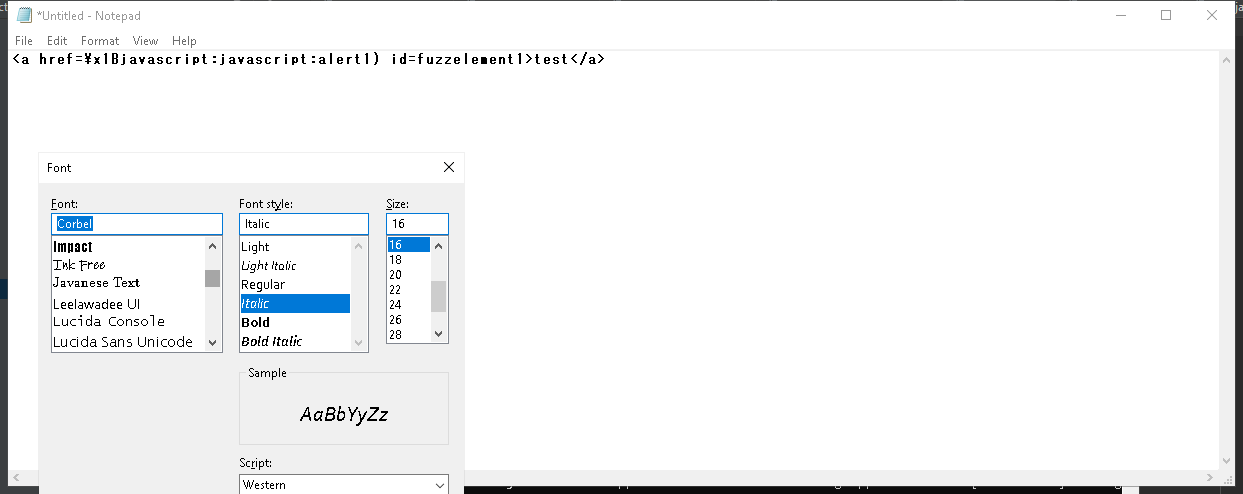 *Untitled - Notepad
File Edit Format View Help
<a href=¥x1Bjavascript:javascript:alert1) id=fuzzelement1>test</a>
Font
Font: Font style: Size:
Corbel Italic 16
Impact Light 16
Ink Free Light Italic 18
Javanese Text Regular 20
Leelawadee UI Italic 22
Lucida Console Bold 24
Lucida Sans Unicode Bold Italic 26
28
Sample
AaBbYyZz
Script:
Western